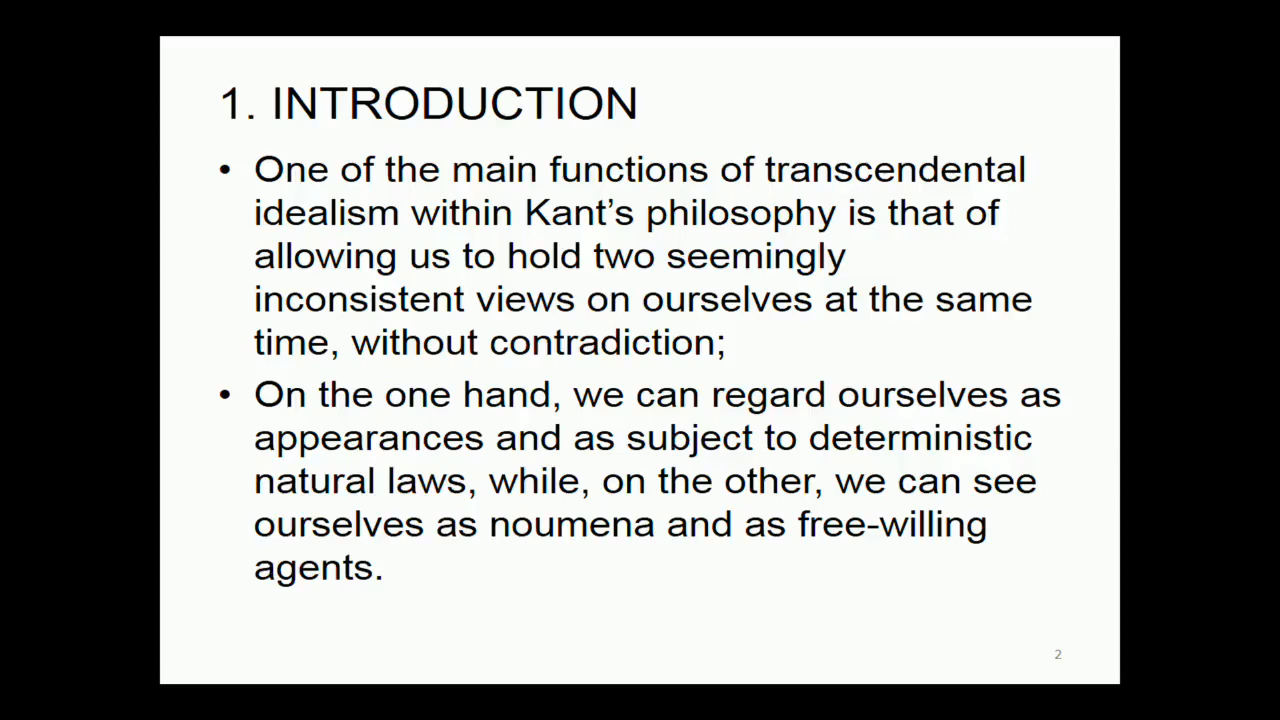 1. INTRODUCTION
• One of the main functions of transcendental
idealism within Kant’s philosophy is that of
allowing us to hold two seemingly
inconsistent views on ourselves at the same
time, without contradiction;
• On the one hand, we can regard ourselves as
appearances and as subject to deterministic
natural laws, while, on the other, we can see
ourselves as noumena and as free-willing
agents.
2